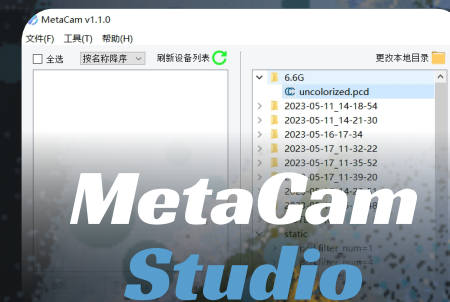 MetaCam v1.1.0
文件(F) 工具(T) 帮助(H)
全选 按名称降序 刷新设备列表 更改本地目录
6.6G
uncolorized.pcd
2023-05-11_14-18-54
2023-05-11_14-21-30
2023-05-16-17-34
2023-05-17_11-32-22
2023-05-17_11-35-52
2023-05-17_11-39-20
MetaCam
static
Studio